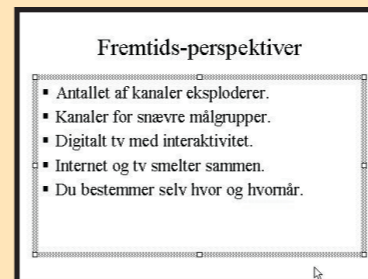 Fremtids-perspektiver
▪ Antallet af kanaler eksploderer.
▪ Kanaler for snævre målgrupper.
▪ Digitalt tv med interaktivitet.
▪ Internet og tv smelter sammen.
▪ Du bestemmer selv hvor og hvornår.